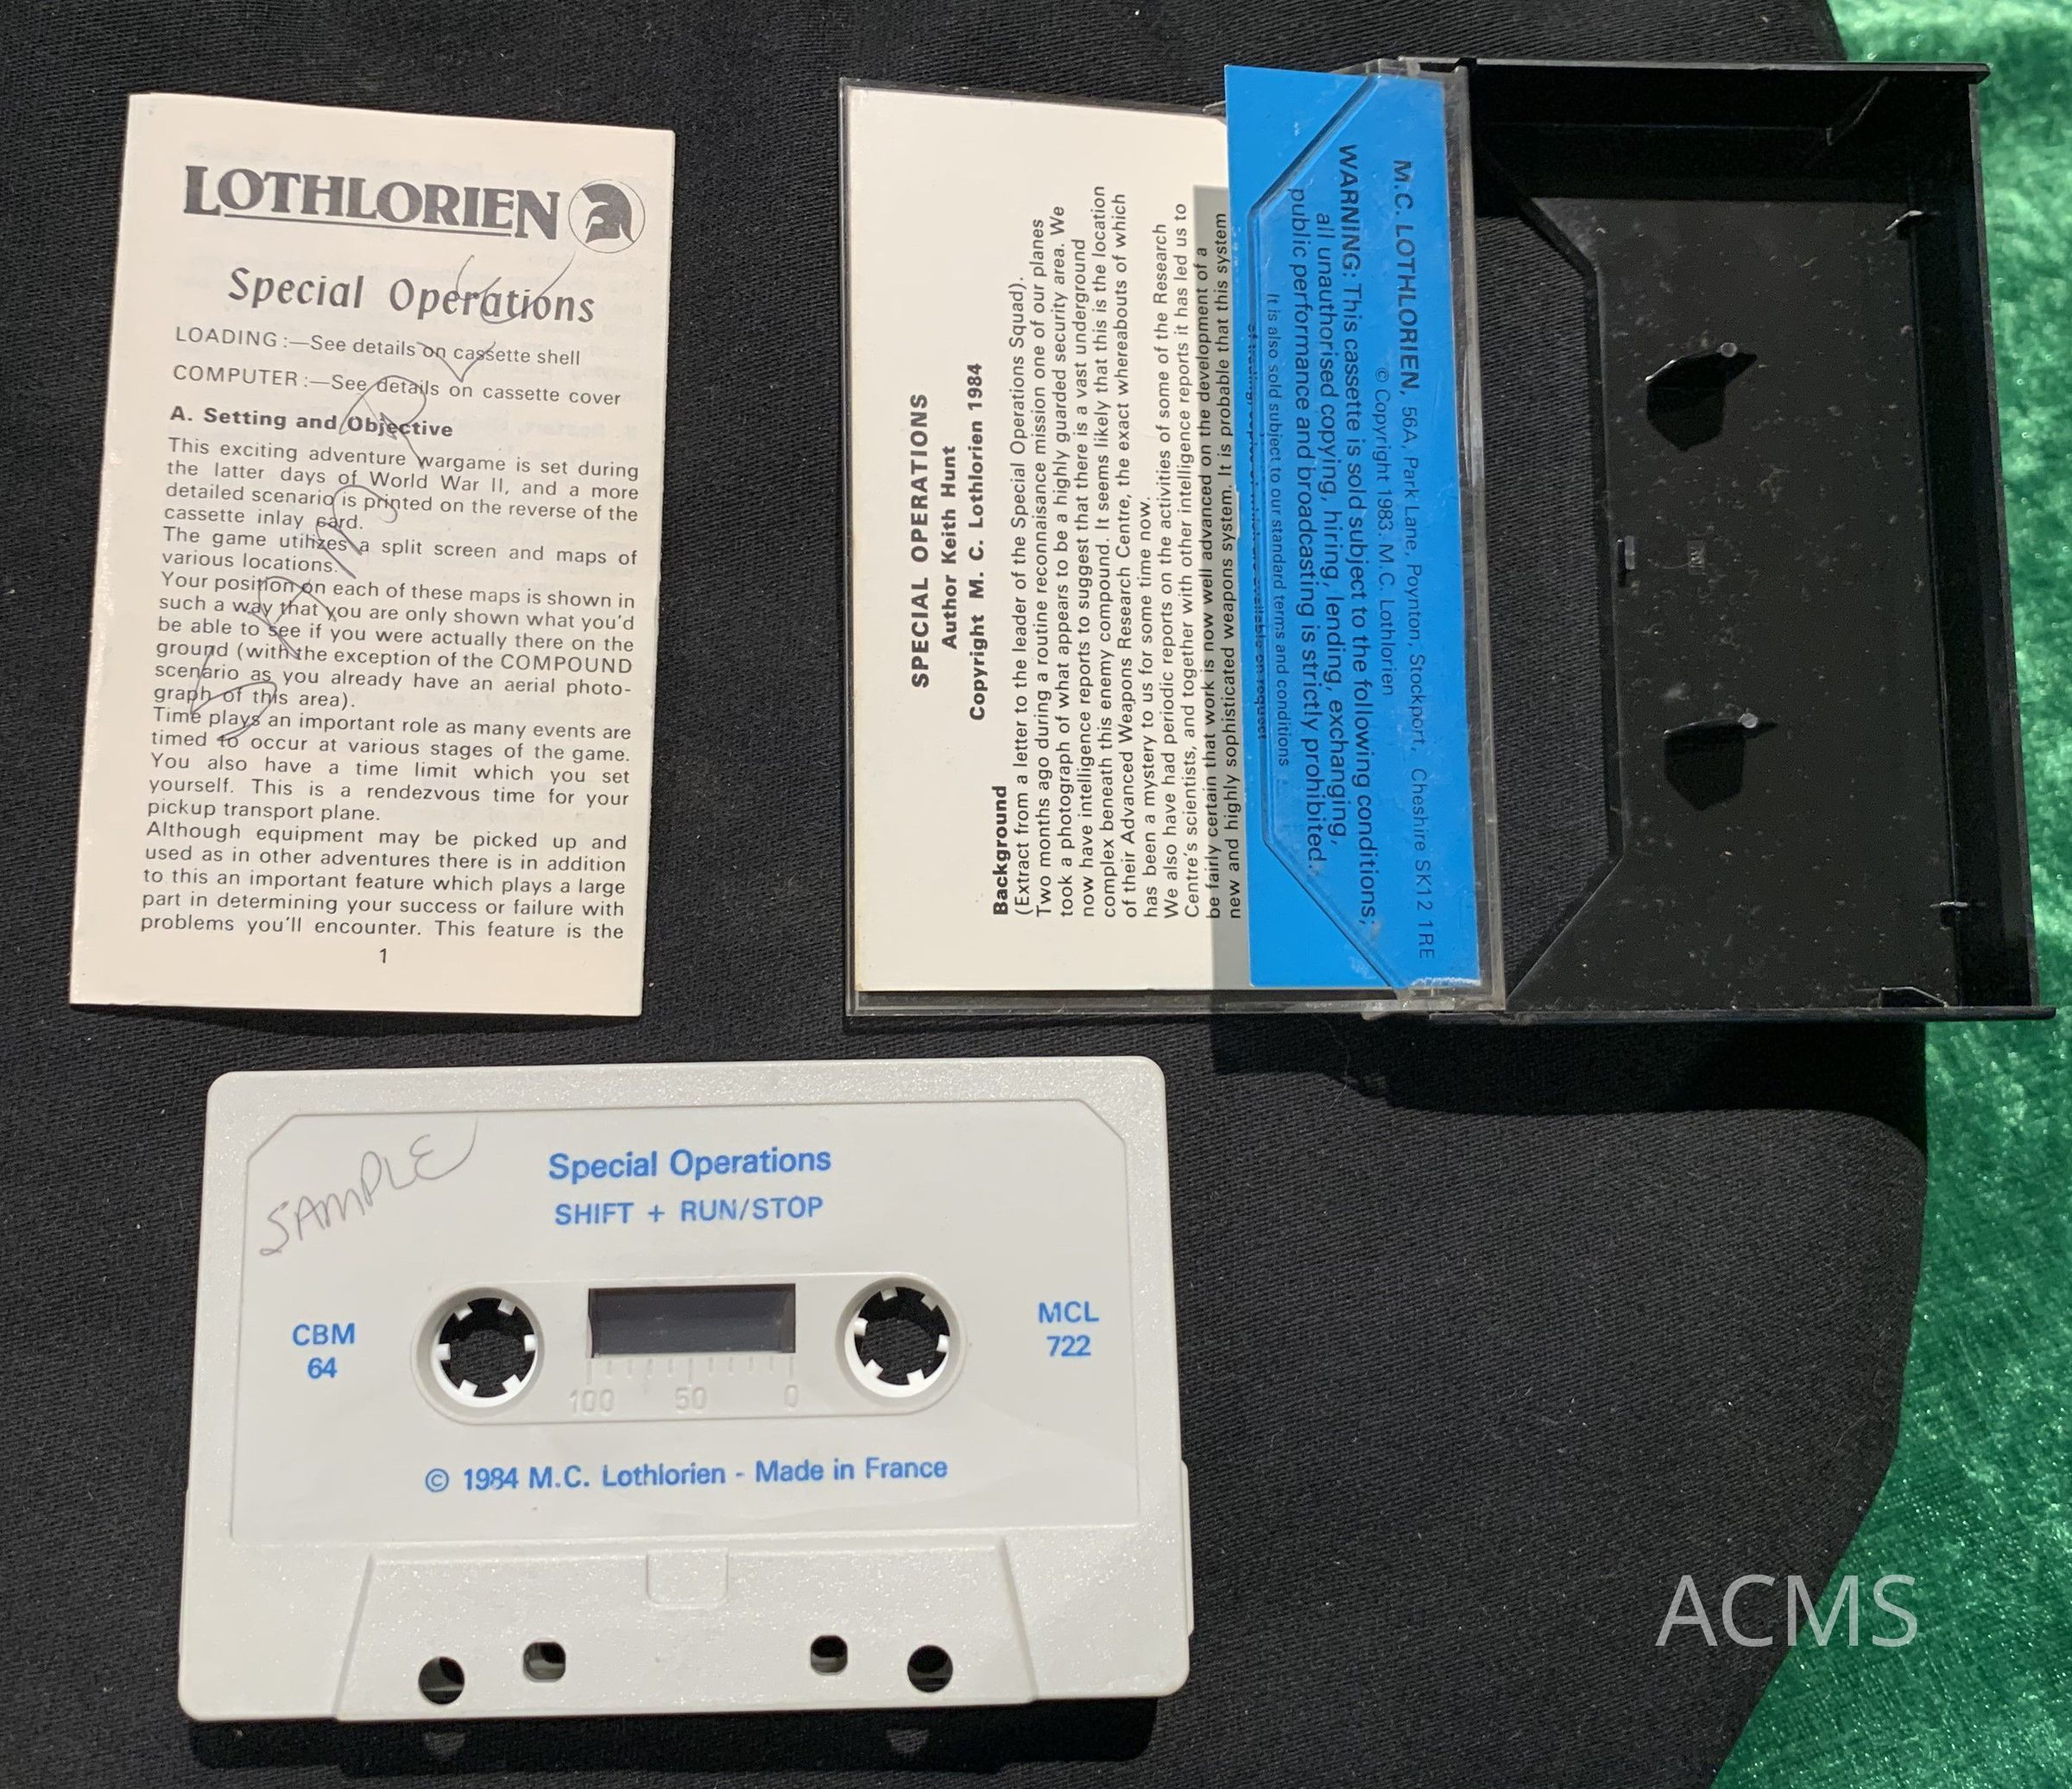 LOTHLORIEN
Special Operations
LOADING :—See details on cassette shell
COMPUTER :—See details on cassette cover
A. Setting and Objective
This exciting adventure wargame is set during
the latter days of World War II, and a more
detailed scenario is printed on the reverse of the
cassette inlay card.
The game utilizes a split screen and maps of
various locations.
Your position on each of these maps is shown in
such a way that you are only shown what you'd
be able to see if you were actually there on the
ground (with the exception of the COMPOUND
scenario as you already have an aerial photo-
graph of this area).
Time plays an important role as many events are
timed to occur at various stages of the game.
You also have a time limit which you set
yourself. This is a rendezvous time for your
pickup transport plane.
Although equipment may be picked up and
used as in other adventures there is in addition
to this an important feature which plays a large
part in determining your success or failure with
problems you'll encounter. This feature is the
1
SPECIAL OPERATIONS
Author Keith Hunt
Copyright M. C. Lothlorien 1984
Background
(Extract from a letter to the leader of the Special Operations Squad).
Two months ago during a routine reconnaisance mission one of our planes
took a photograph of what appears to be a highly guarded security area. We
now have intelligence reports to suggest that there is a vast underground
complex beneath this enemy compound. It seems likely that this is the location
of their Advanced Weapons Research Centre, the exact whereabouts of which
has been a mystery to us for some time now.
We also have had periodic reports on the activities of some of the Research
Centre's scientists, and together with other intelligence reports it has led us to
be fairly certain that work is now well advanced on the development of a
new and highly sophisticated weapons system. It is probable that this system
M.C. LOTHLORIEN, 56A, Park Lane, Poynton, Stockport, Cheshire SK12 1RE
© Copyright 1983. M.C. Lothlorien
WARNING: This cassette is sold subject to the following conditions;
all unauthorised copying, hiring, lending, exchanging,
public performance and broadcasting is strictly prohibited.
It is also sold subject to our standard terms and conditions
available on request
SAMPLE
Special Operations
SHIFT + RUN/STOP
CBM
64
MCL
722
100 50 0
© 1984 M.C. Lothlorien - Made in France
ACMS